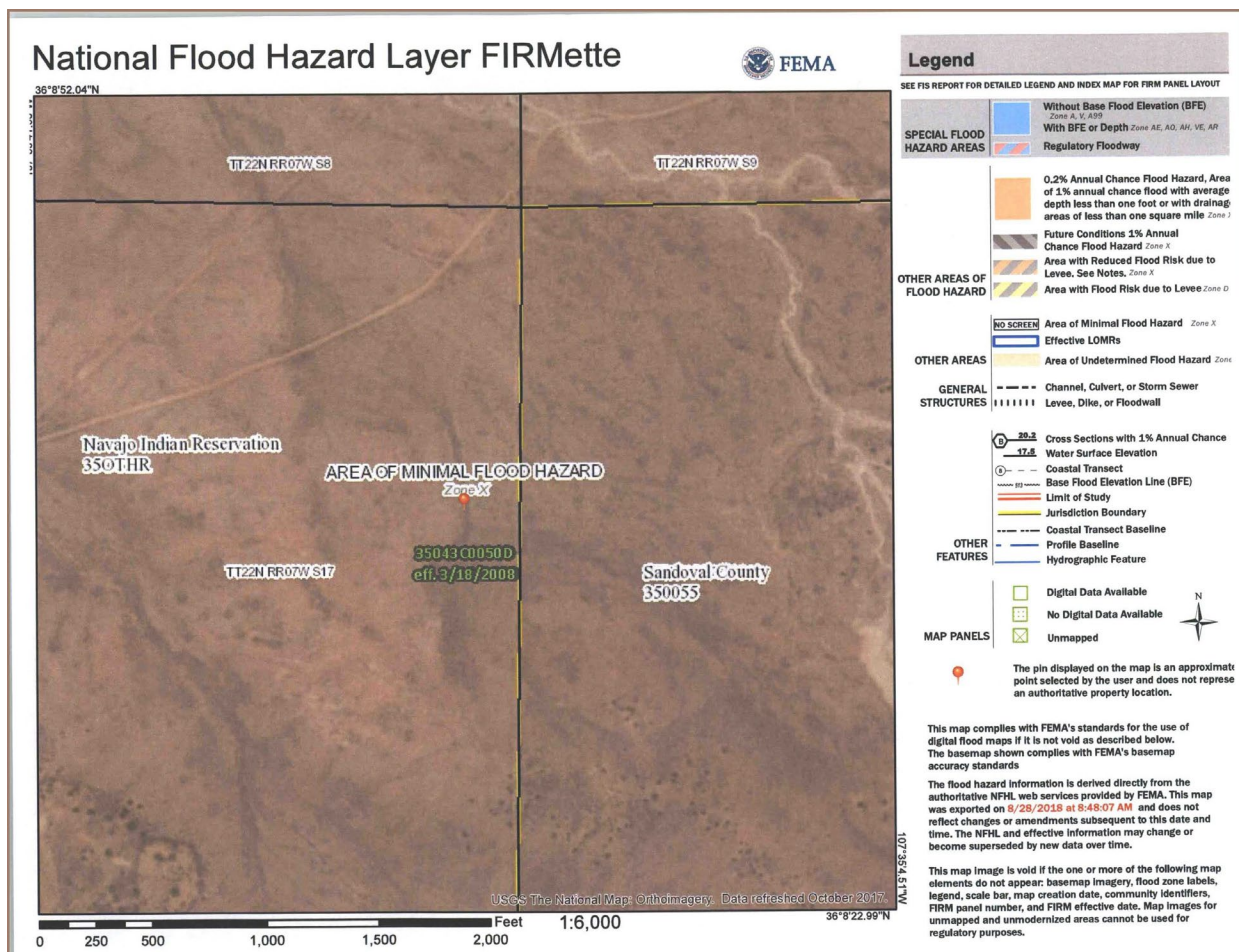 National Flood Hazard Layer FIRMette
FEMA
36°8'52.04"N
TT22N RR07W S8
TT22N RR07W S9
Navajo Indian Reservation
35OTHR
AREA OF MINIMAL FLOOD HAZARD
Zone X
35043C0050D
eff. 3/18/2008
TT22N RR07W S17
Sandoval County
350055
USGS The National Map: Orthoimagery. Data refreshed October 2017.
107°35'4.51"W
36°8'22.99"N
Feet
1:6,000
0 250 500 1,000 1,500 2,000
Legend
SEE FIS REPORT FOR DETAILED LEGEND AND INDEX MAP FOR FIRM PANEL LAYOUT
SPECIAL FLOOD
HAZARD AREAS
Without Base Flood Elevation (BFE)
Zone A, V, A99
With BFE or Depth Zone AE, AO, AH, VE, AR
Regulatory Floodway
OTHER AREAS OF
FLOOD HAZARD
0.2% Annual Chance Flood Hazard, Area
of 1% annual chance flood with average
depth less than one foot or with drainag
areas of less than one square mile Zone
Future Conditions 1% Annual
Chance Flood Hazard Zone X
Area with Reduced Flood Risk due to
Levee. See Notes. Zone X
Area with Flood Risk due to Levee Zone D
OTHER AREAS
NO SCREEN Area of Minimal Flood Hazard Zone X
Effective LOMRs
Area of Undetermined Flood Hazard Zone
GENERAL
STRUCTURES
Channel, Culvert, or Storm Sewer
Levee, Dike, or Floodwall
OTHER
FEATURES
B 20.2 Cross Sections with 1% Annual Chance
17.5 Water Surface Elevation
8 Coastal Transect
513 Base Flood Elevation Line (BFE)
Limit of Study
Jurisdiction Boundary
Coastal Transect Baseline
Profile Baseline
Hydrographic Feature
MAP PANELS
Digital Data Available
No Digital Data Available
Unmapped
N
The pin displayed on the map is an approximate
point selected by the user and does not represe
an authoritative property location.
This map complies with FEMA's standards for the use of
digital flood maps if it is not void as described below.
The basemap shown complies with FEMA's basemap
accuracy standards
The flood hazard information is derived directly from the
authoritative NFHL web services provided by FEMA. This map
was exported on 8/28/2018 at 8:48:07 AM and does not
reflect changes or amendments subsequent to this date and
time. The NFHL and effective information may change or
become superseded by new data over time.
This map image is void if the one or more of the following map
elements do not appear: basemap imagery, flood zone labels,
legend, scale bar, map creation date, community identifiers,
FIRM panel number, and FIRM effective date. Map images for
unmapped and unmodernized areas cannot be used for
regulatory purposes.